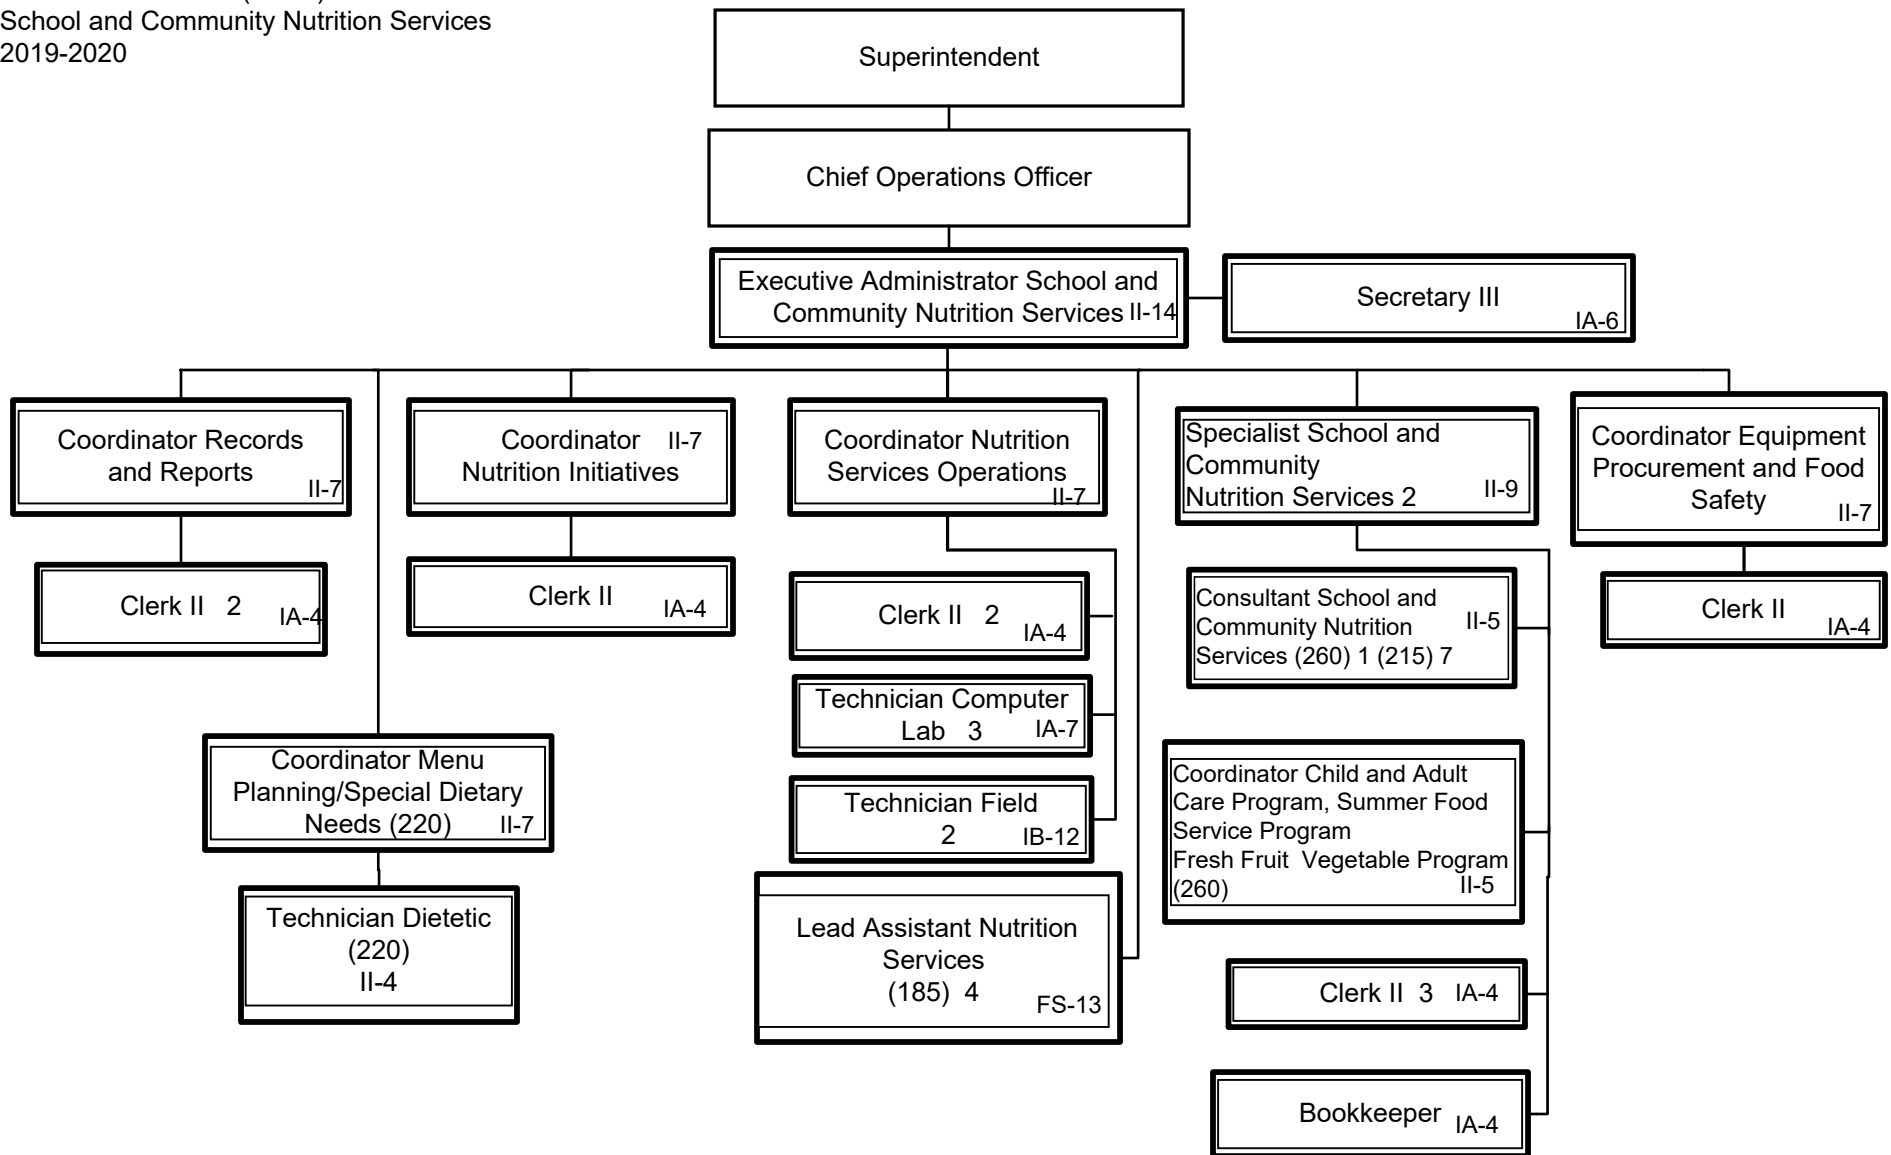 School and Community Nutrition Services
2019-2020
Superintendent
Chief Operations Officer
Executive Administrator School and
Community Nutrition Services II-14
Secretary III
IA-6
Coordinator Records
and Reports
II-7
Coordinator II-7
Nutrition Initiatives
Coordinator Nutrition
Services Operations
II-7
Specialist School and
Community
Nutrition Services 2 II-9
Coordinator Equipment
Procurement and Food
Safety
II-7
Clerk II 2 IA-4
Clerk II IA-4
Clerk II 2
IA-4
Consultant School and
Community Nutrition II-5
Services (260) 1 (215) 7
Clerk II
IA-4
Technician Computer
Lab 3 IA-7
Coordinator Menu
Planning/Special Dietary
Needs (220) II-7
Technician Field
2 IB-12
Coordinator Child and Adult
Care Program, Summer Food
Service Program
Fresh Fruit Vegetable Program
(260) II-5
Technician Dietetic
(220)
II-4
Lead Assistant Nutrition
Services
(185) 4
FS-13
Clerk II 3 IA-4
Bookkeeper IA-4